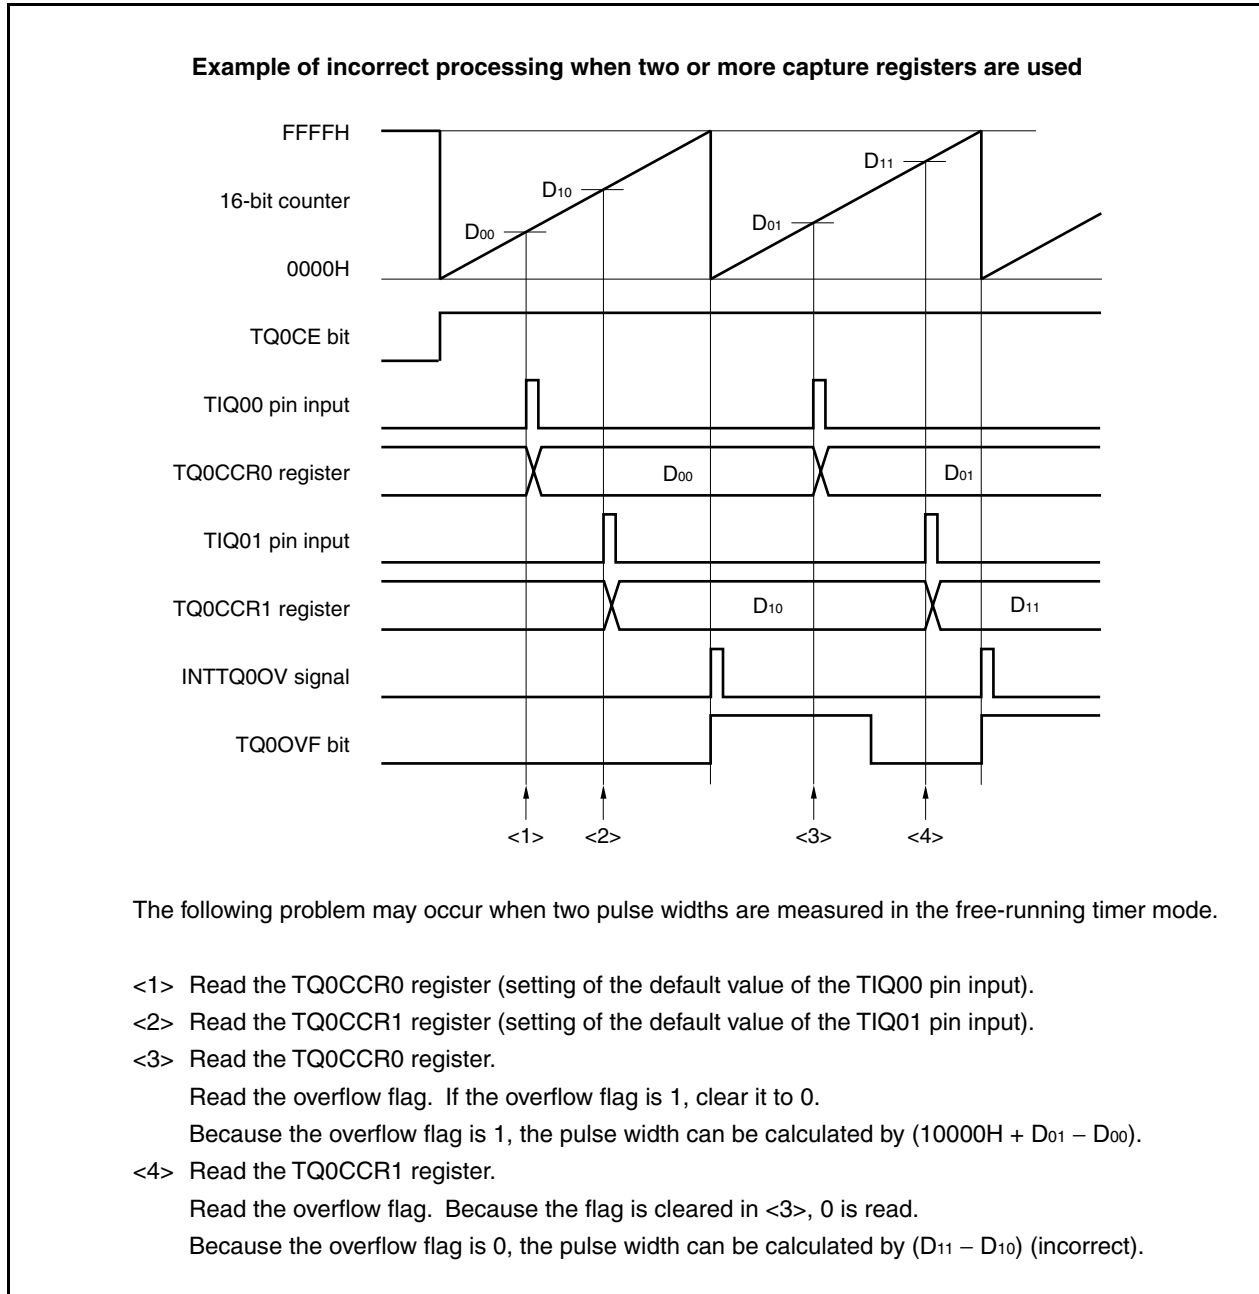 Example of incorrect processing when two or more capture registers are used
FFFFH
D11
D10
16-bit counter
D01
D00
0000H
TQ0CE bit
TIQ00 pin input
TQ0CCR0 register
D00
D01
TIQ01 pin input
TQ0CCR1 register
D10
D11
INTTQ0OV signal
TQ0OVF bit
<1> <2> <3> <4>
The following problem may occur when two pulse widths are measured in the free-running timer mode.
<1> Read the TQ0CCR0 register (setting of the default value of the TIQ00 pin input).
<2> Read the TQ0CCR1 register (setting of the default value of the TIQ01 pin input).
<3> Read the TQ0CCR0 register.
Read the overflow flag. If the overflow flag is 1, clear it to 0.
Because the overflow flag is 1, the pulse width can be calculated by (10000H + D01 − D00).
<4> Read the TQ0CCR1 register.
Read the overflow flag. Because the flag is cleared in <3>, 0 is read.
Because the overflow flag is 0, the pulse width can be calculated by (D11 − D10) (incorrect).